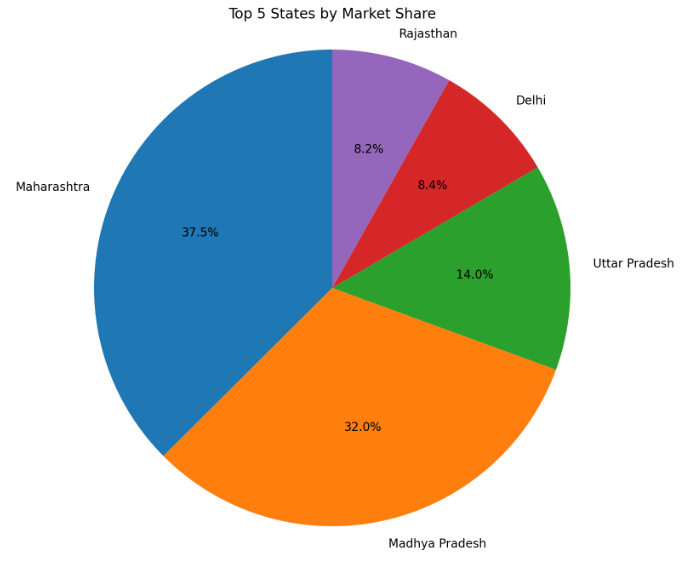 Top 5 States by Market Share
Rajasthan
Delhi
8.2%
8.4%
Maharashtra
37.5%
Uttar Pradesh
14.0%
32.0%
Madhya Pradesh